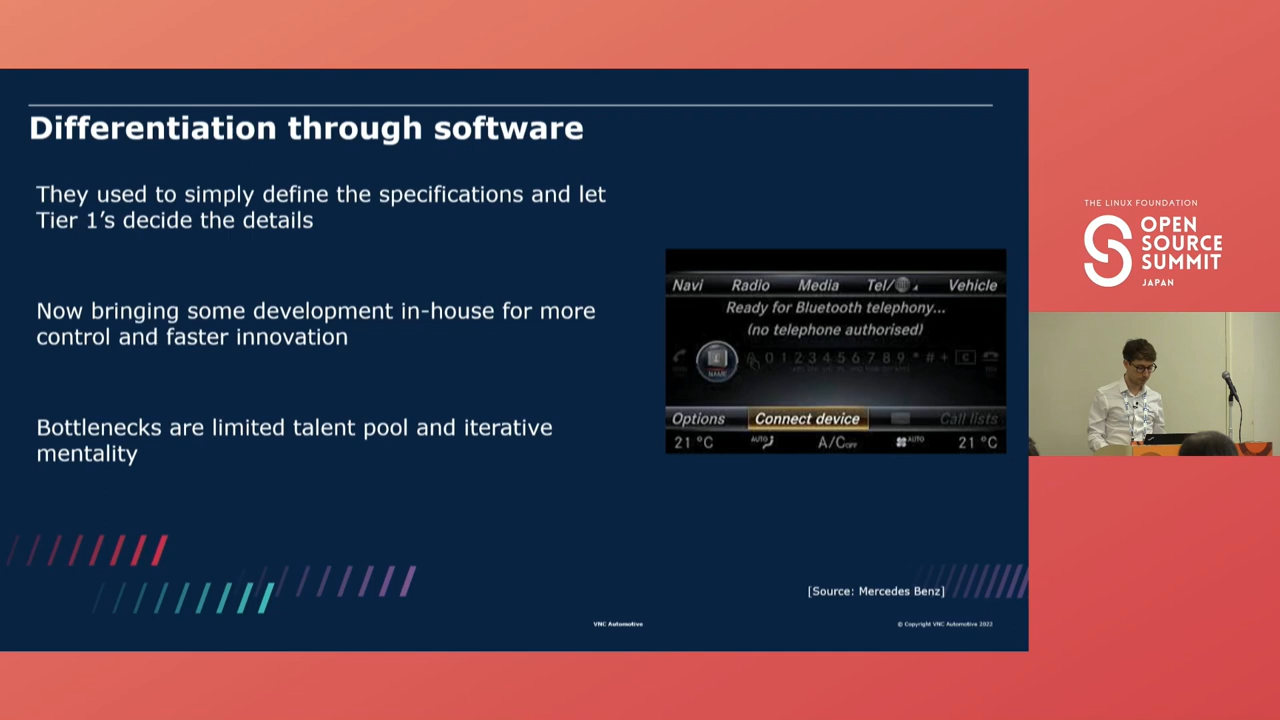 Differentiation through software
They used to simply define the specifications and let
Tier 1’s decide the details
Now bringing some development in-house for more
control and faster innovation
Bottlenecks are limited talent pool and iterative
mentality
Navi Radio Media Tel/ Vehicle
Ready for Bluetooth telephony...
(no telephone authorised)
NAME
0 1 2 3 4 5 6 7 8 9 * # + C
Options Connect device Call lists
21 °C AUTO A/C OFF AUTO 21 °C
[Source: Mercedes Benz]
VNC Automotive
© Copyright VNC Automotive 2022
THE LINUX FOUNDATION
OPEN
SOURCE
SUMMIT
JAPAN